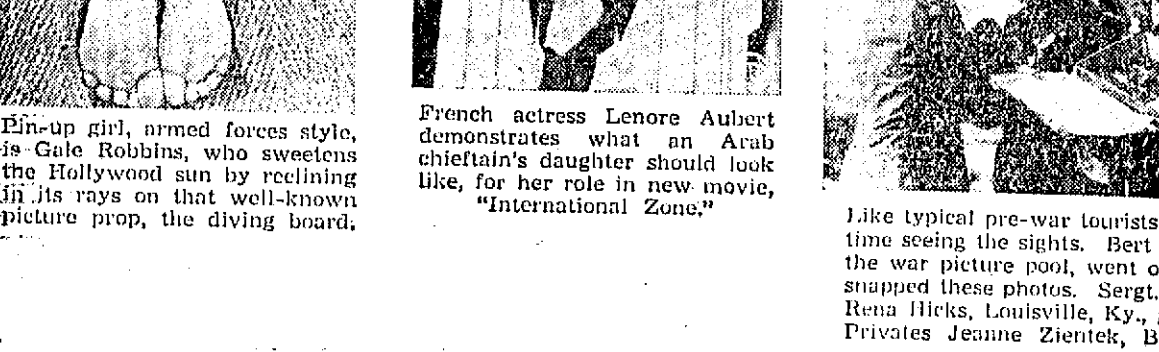 Pin-up girl, armed forces style,
is Gale Robbins, who sweetens
the Hollywood sun by reclining
in its rays on that well-known
picture prop, the diving board.
French actress Lenore Aubert
demonstrates what an Arab
chieftain's daughter should look
like, for her role in new movie,
"International Zone."
Like typical pre-war tourists
time seeing the sights. Bert
the war picture pool, went o
snapped these photos. Sergt.
Rena Hicks, Louisville, Ky.,
Privates Jeanne Zientek, B